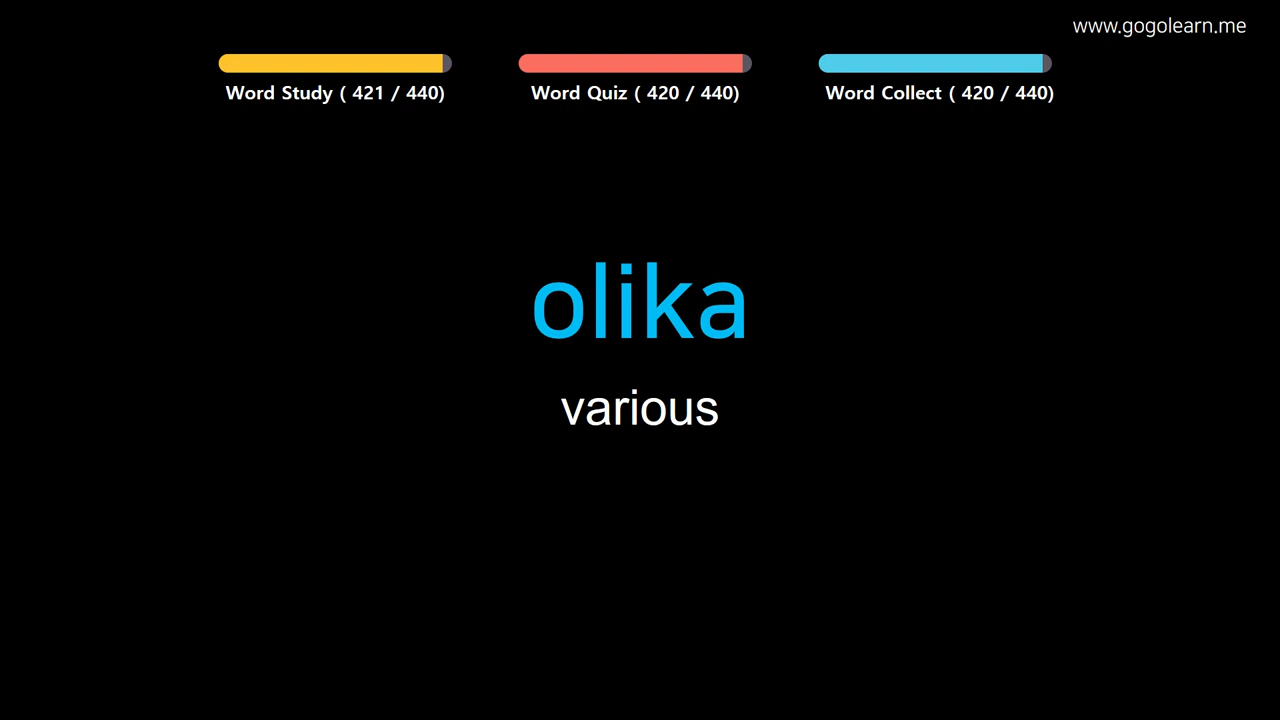 www.gogolearn.me
Word Study ( 421 / 440)
Word Quiz ( 420 / 440)
Word Collect ( 420 / 440)
olika
various